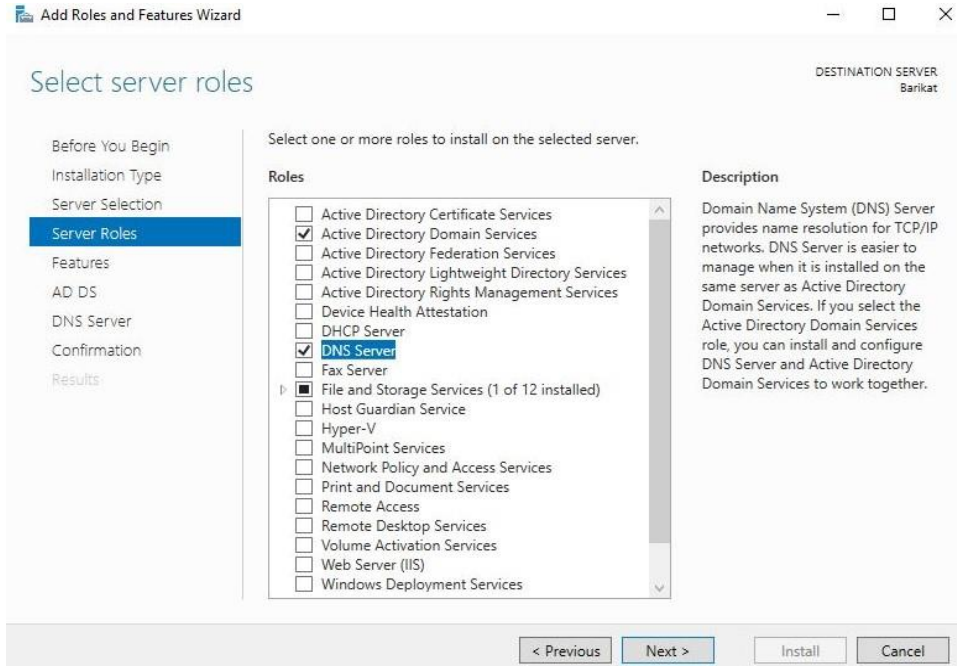 Add Roles and Features Wizard
Select server roles
DESTINATION SERVER
Barikat
Before You Begin
Installation Type
Server Selection
Server Roles
Features
AD DS
DNS Server
Confirmation
Results
Select one or more roles to install on the selected server.
Roles
Active Directory Certificate Services
Active Directory Domain Services
Active Directory Federation Services
Active Directory Lightweight Directory Services
Active Directory Rights Management Services
Device Health Attestation
DHCP Server
DNS Server
Fax Server
File and Storage Services (1 of 12 installed)
Host Guardian Service
Hyper-V
MultiPoint Services
Network Policy and Access Services
Print and Document Services
Remote Access
Remote Desktop Services
Volume Activation Services
Web Server (IIS)
Windows Deployment Services
Description
Domain Name System (DNS) Server
provides name resolution for TCP/IP
networks. DNS Server is easier to
manage when it is installed on the
same server as Active Directory
Domain Services. If you select the
Active Directory Domain Services
role, you can install and configure
DNS Server and Active Directory
Domain Services to work together.
< Previous
Next >
Install
Cancel